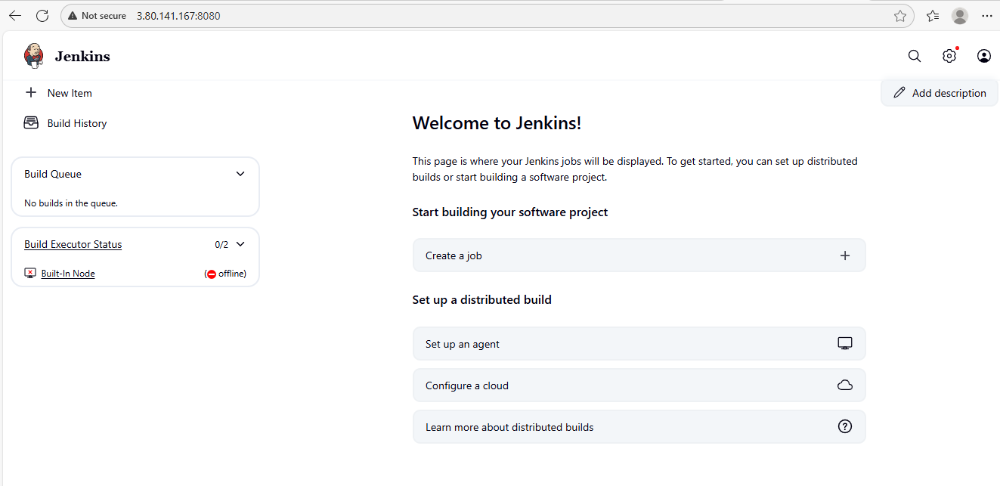 Not secure 3.80.141.167:8080
Jenkins
New Item
Add description
Build History
Welcome to Jenkins!
This page is where your Jenkins jobs will be displayed. To get started, you can set up distributed
builds or start building a software project.
Build Queue
No builds in the queue.
Start building your software project
Build Executor Status 0/2
Create a job
Built-In Node (offline)
Set up a distributed build
Set up an agent
Configure a cloud
Learn more about distributed builds